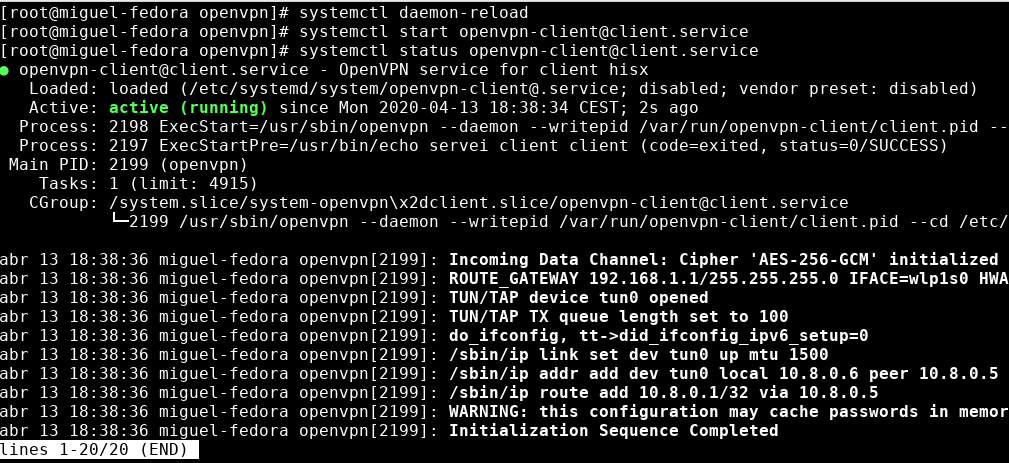 [root@miguel-fedora openvpn]# systemctl daemon-reload
[root@miguel-fedora openvpn]# systemctl start openvpn-client@client.service
[root@miguel-fedora openvpn]# systemctl status openvpn-client@client.service
● openvpn-client@client.service - OpenVPN service for client hisx
   Loaded: loaded (/etc/systemd/system/openvpn-client@.service; disabled; vendor preset: disabled)
   Active: active (running) since Mon 2020-04-13 18:38:34 CEST; 2s ago
  Process: 2198 ExecStart=/usr/sbin/openvpn --daemon --writepid /var/run/openvpn-client/client.pid --
  Process: 2197 ExecStartPre=/usr/bin/echo servei client client (code=exited, status=0/SUCCESS)
 Main PID: 2199 (openvpn)
    Tasks: 1 (limit: 4915)
   CGroup: /system.slice/system-openvpn\x2dclient.slice/openvpn-client@client.service
           └─2199 /usr/sbin/openvpn --daemon --writepid /var/run/openvpn-client/client.pid --cd /etc/
abr 13 18:38:36 miguel-fedora openvpn[2199]: Incoming Data Channel: Cipher 'AES-256-GCM' initialized
abr 13 18:38:36 miguel-fedora openvpn[2199]: ROUTE_GATEWAY 192.168.1.1/255.255.255.0 IFACE=wlp1s0 HWA
abr 13 18:38:36 miguel-fedora openvpn[2199]: TUN/TAP device tun0 opened
abr 13 18:38:36 miguel-fedora openvpn[2199]: TUN/TAP TX queue length set to 100
abr 13 18:38:36 miguel-fedora openvpn[2199]: do_ifconfig, tt->did_ifconfig_ipv6_setup=0
abr 13 18:38:36 miguel-fedora openvpn[2199]: /sbin/ip link set dev tun0 up mtu 1500
abr 13 18:38:36 miguel-fedora openvpn[2199]: /sbin/ip addr add dev tun0 local 10.8.0.6 peer 10.8.0.5
abr 13 18:38:36 miguel-fedora openvpn[2199]: /sbin/ip route add 10.8.0.1/32 via 10.8.0.5
abr 13 18:38:36 miguel-fedora openvpn[2199]: WARNING: this configuration may cache passwords in memor
abr 13 18:38:36 miguel-fedora openvpn[2199]: Initialization Sequence Completed
lines 1-20/20 (END)